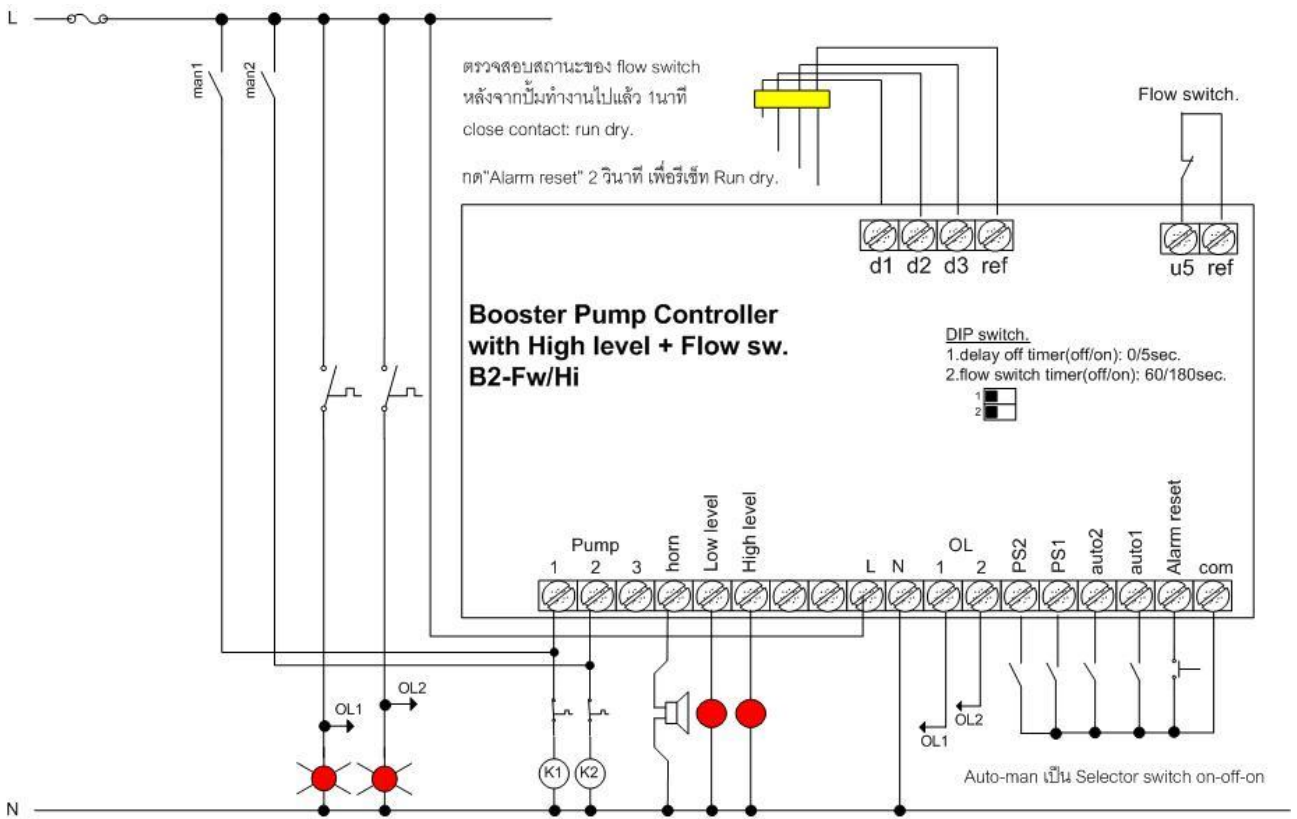 L
man1
man2
ตรวจสอบสถานะของ flow switch
หลังจากปั๊มทำงานไปแล้ว 1นาที
close contact: run dry.
กด"Alarm reset" 2 วินาที เพื่อรีเซ็ท Run dry.
Flow switch.
d1 d2 d3 ref
u5 ref
Booster Pump Controller
with High level + Flow sw.
B2-Fw/Hi
DIP switch.
1.delay off timer(off/on): 0/5sec.
2.flow switch timer(off/on): 60/180sec.
1
2
Pump
1 2 3
horn
Low level
High level
L N
OL
1 2
PS2
PS1
auto2
auto1
Alarm reset
com
OL1
OL2
K1
K2
OL1
OL2
Auto-man เป็น Selector switch on-off-on
N